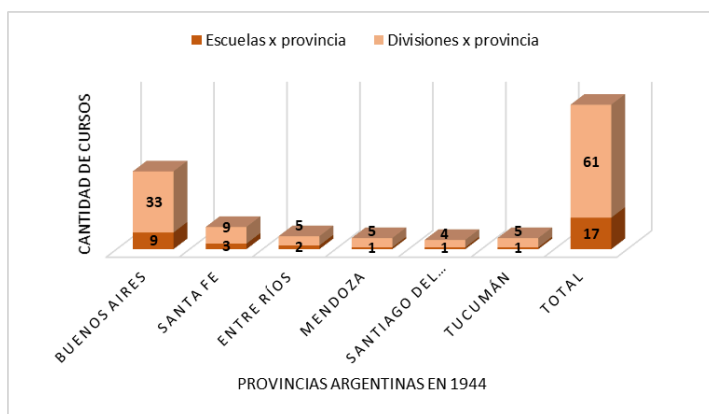 Escuelas x provincia Divisiones x provincia
CANTIDAD DE CURSOS
33 9 5 5 4 5 61
9 3 2 1 1 1 17
BUENOS AIRES
SANTA FE
ENTRE RÍOS
MENDOZA
SANTIAGO DEL...
TUCUMÁN
TOTAL
PROVINCIAS ARGENTINAS EN 1944